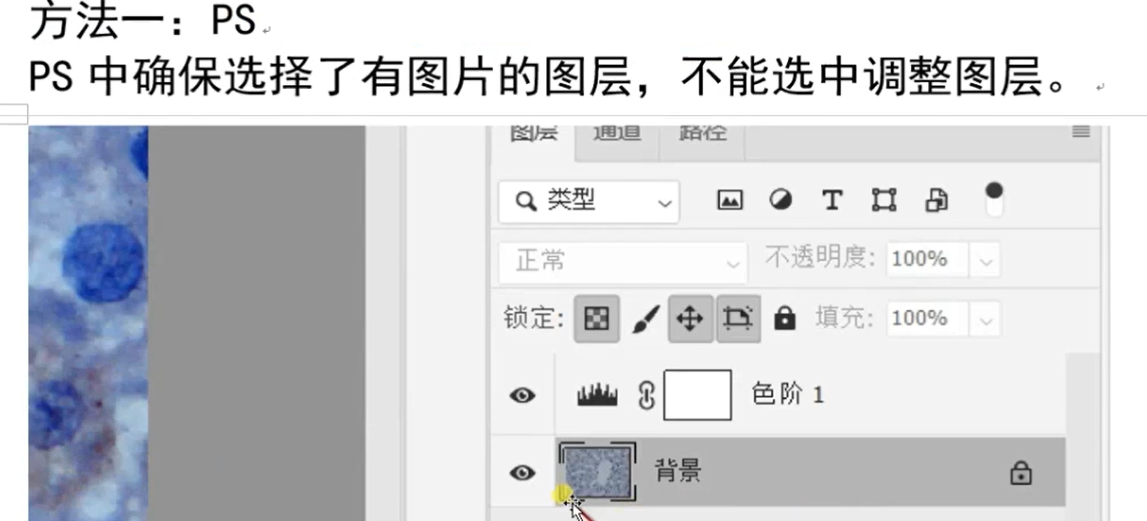 方法一：PS
PS 中确保选择了有图片的图层，不能选中调整图层。
图层 通道 路径
类型
正常 不透明度: 100%
锁定: 填充: 100%
色阶 1
背景